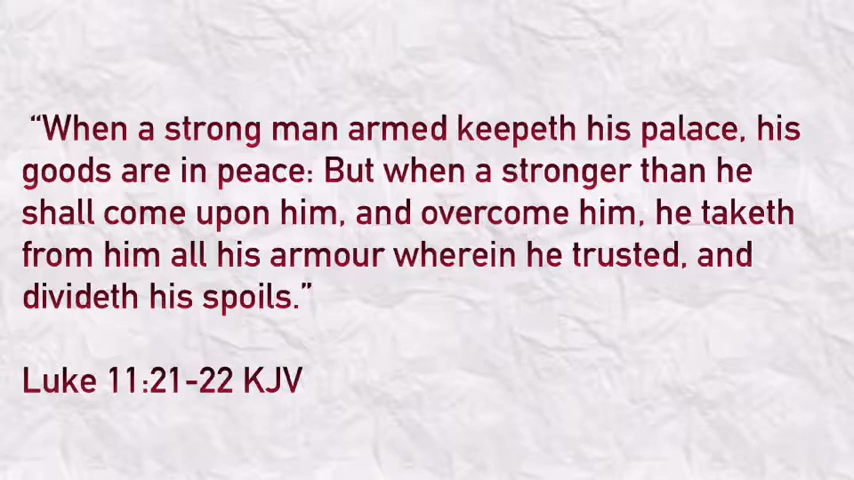 “When a strong man armed keepeth his palace, his
goods are in peace: But when a stronger than he
shall come upon him, and overcome him, he taketh
from him all his armour wherein he trusted, and
divideth his spoils.”
Luke 11:21-22 KJV